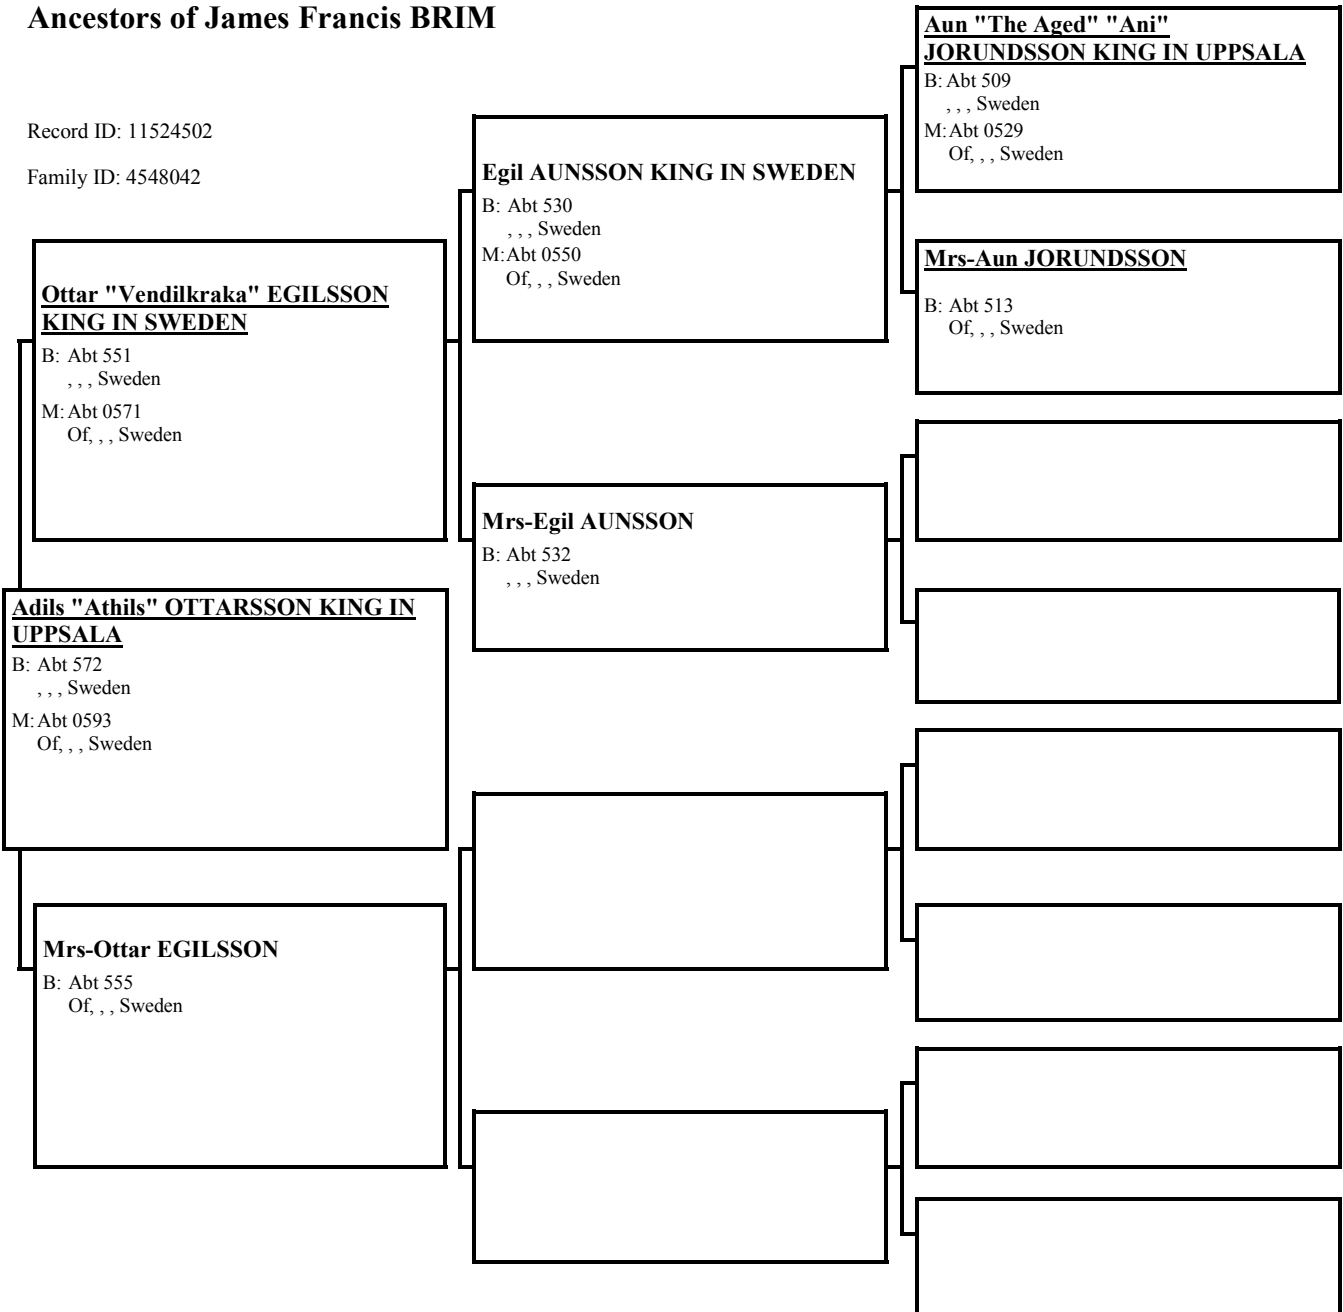 Ancestors of James Francis BRIM
Record ID: 11524502
Family ID: 4548042
Aun "The Aged" "Ani"
JORUNDSSON KING IN UPPSALA
B: Abt 509
, , , Sweden
M: Abt 0529
Of, , , Sweden
Egil AUNSSON KING IN SWEDEN
B: Abt 530
, , , Sweden
M: Abt 0550
Of, , , Sweden
Mrs-Aun JORUNDSSON
B: Abt 513
Of, , , Sweden
Ottar "Vendilkraka" EGILSSON
KING IN SWEDEN
B: Abt 551
, , , Sweden
M: Abt 0571
Of, , , Sweden
Mrs-Egil AUNSSON
B: Abt 532
, , , Sweden
Adils "Athils" OTTARSSON KING IN
UPPSALA
B: Abt 572
, , , Sweden
M: Abt 0593
Of, , , Sweden
Mrs-Ottar EGILSSON
B: Abt 555
Of, , , Sweden